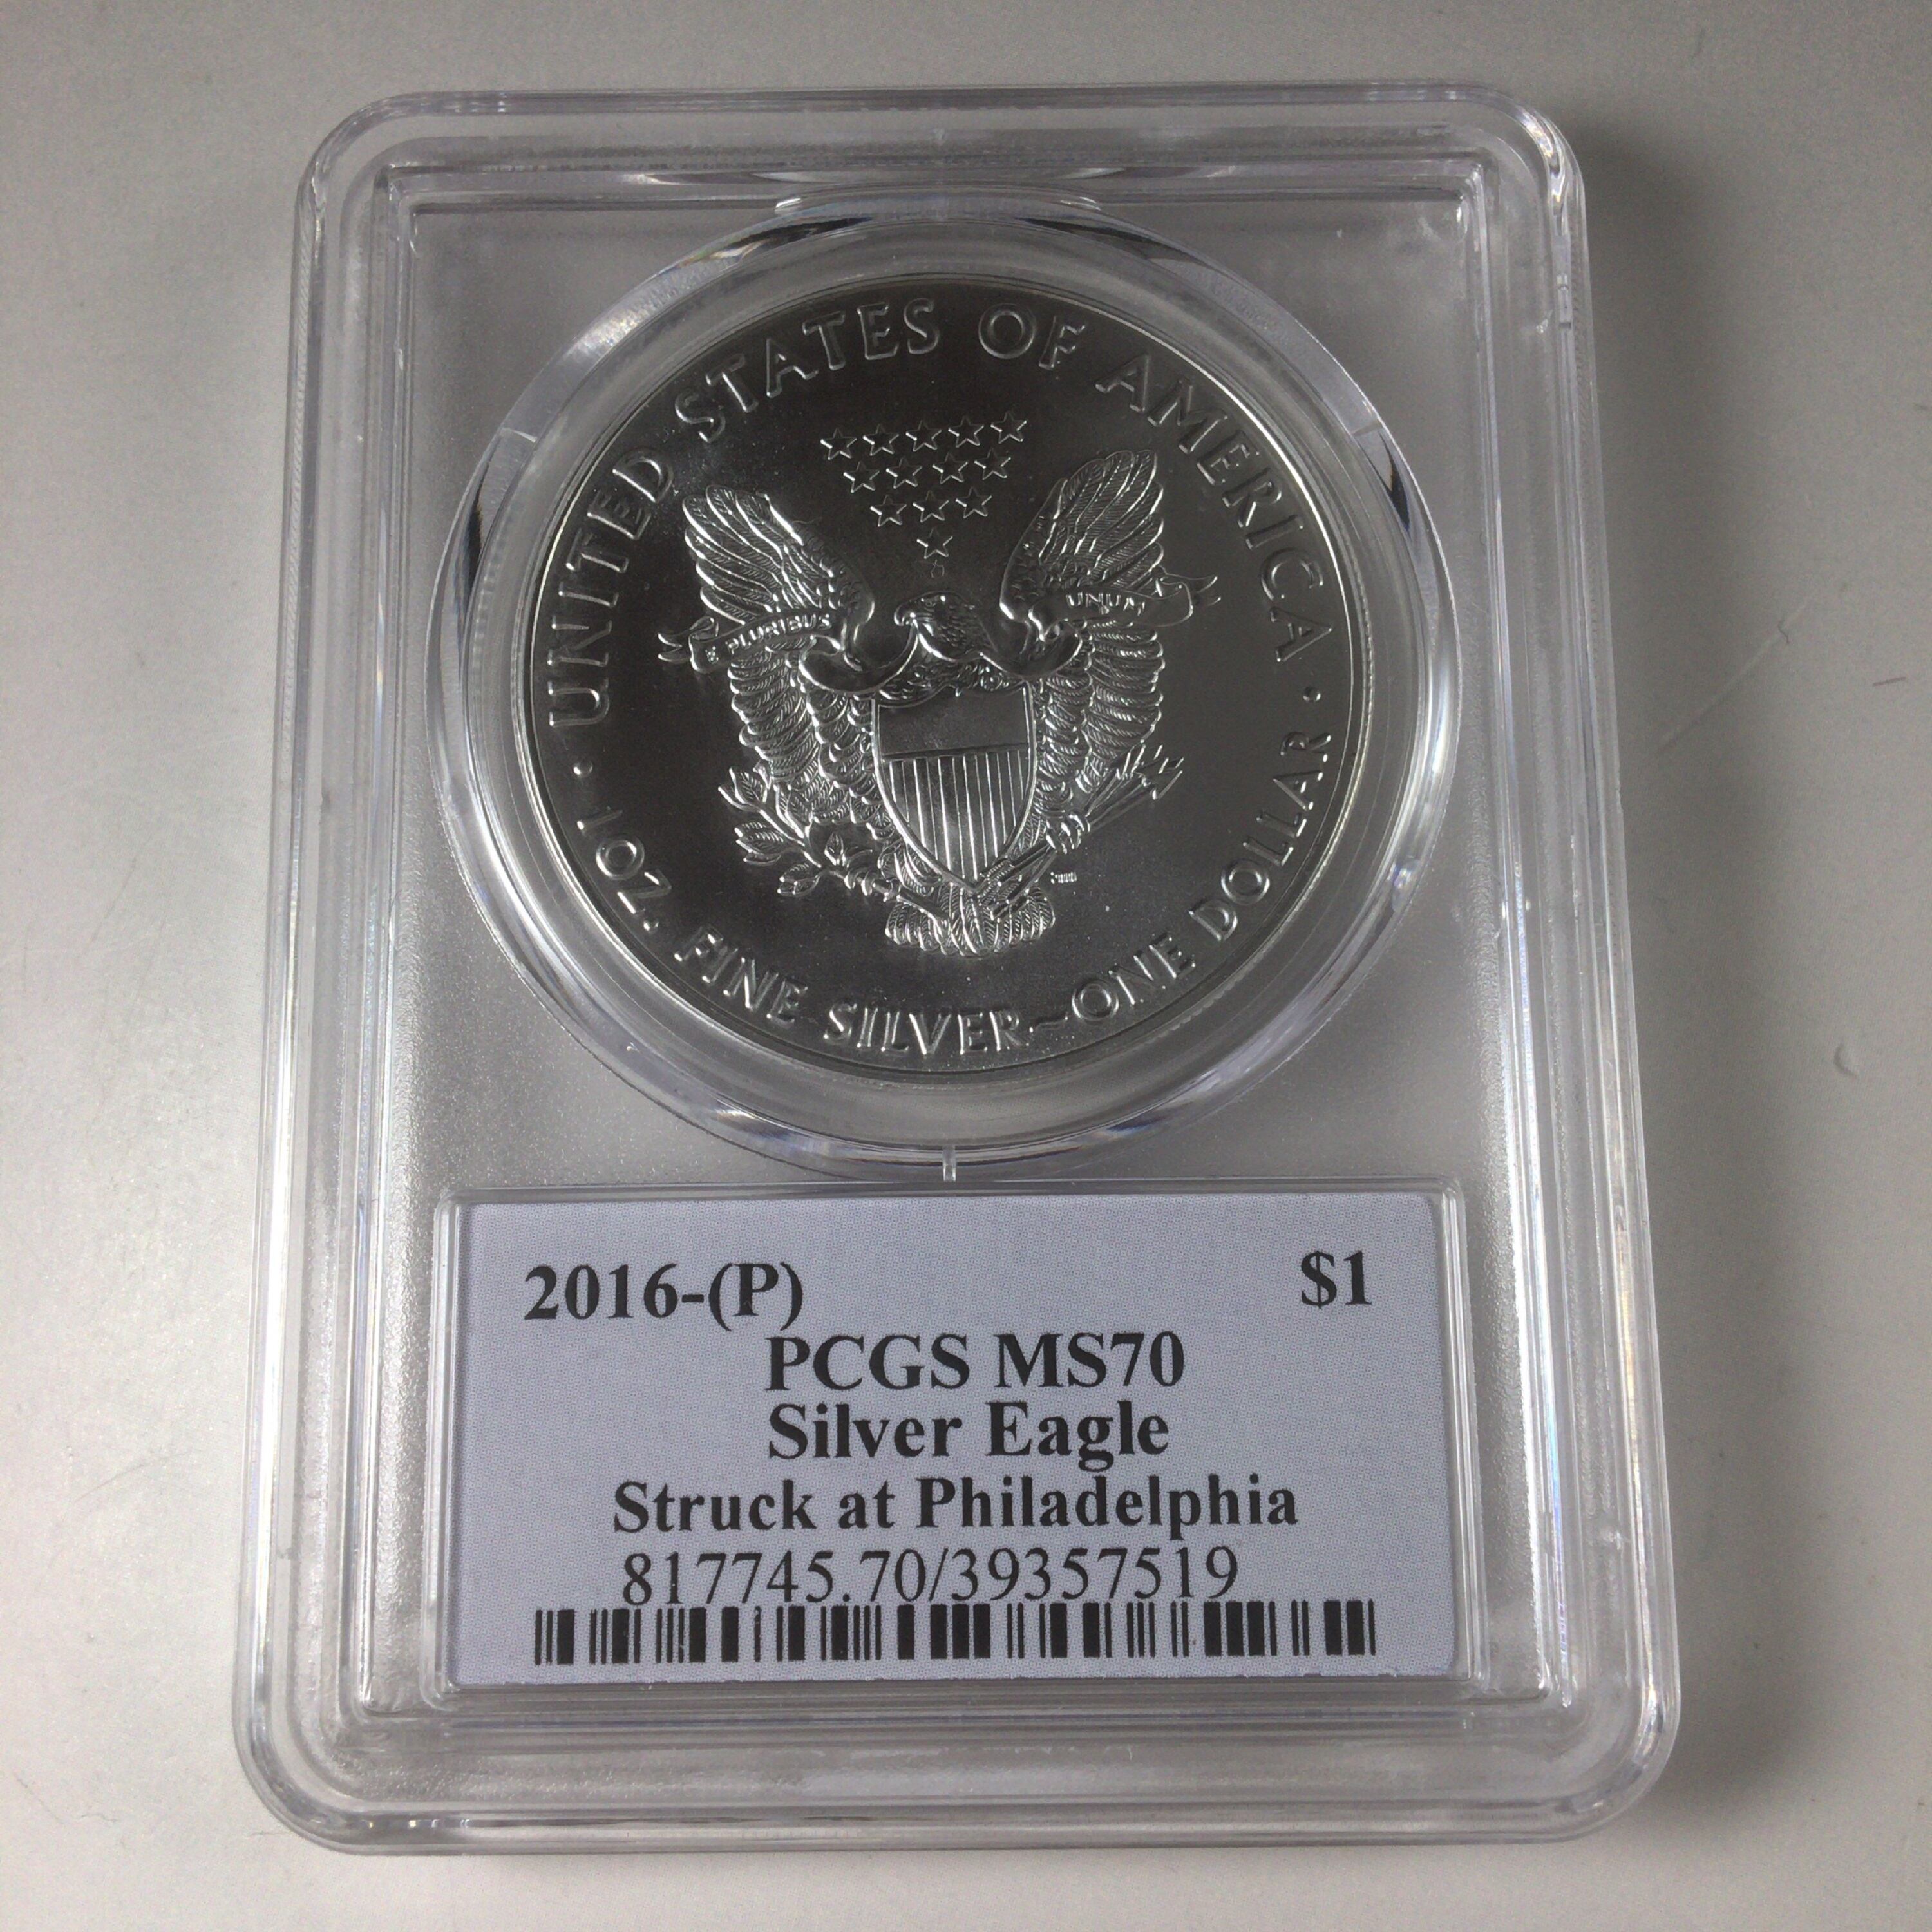 · UNITED STATES OF AMERICA ·
E PLURIBUS UNUM
1 OZ. FINE SILVER~ONE DOLLAR
2016-(P) $1
PCGS MS70
Silver Eagle
Struck at Philadelphia
817745.70/39357519